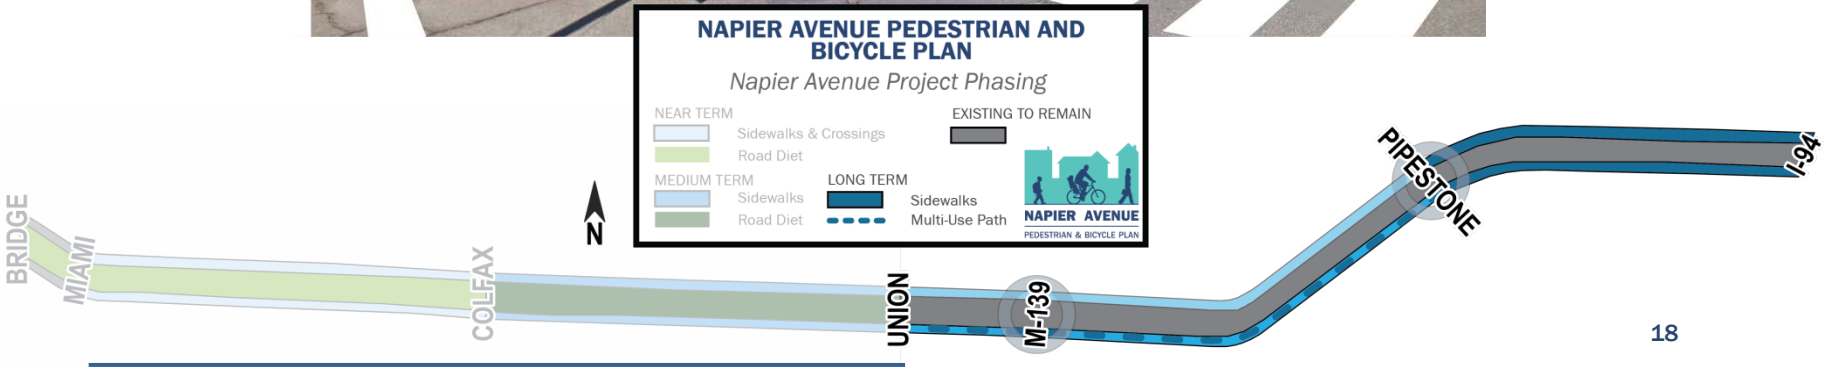 NAPIER AVENUE PEDESTRIAN AND
BICYCLE PLAN
Napier Avenue Project Phasing
NEAR TERM
Sidewalks & Crossings
Road Diet
MEDIUM TERM
Sidewalks
Road Diet
LONG TERM
Sidewalks
Multi-Use Path
EXISTING TO REMAIN
NAPIER AVENUE
PEDESTRIAN & BICYCLE PLAN
N
BRIDGE
MIAMI
COLFAX
UNION
M-139
PIPESTONE
I-94
18